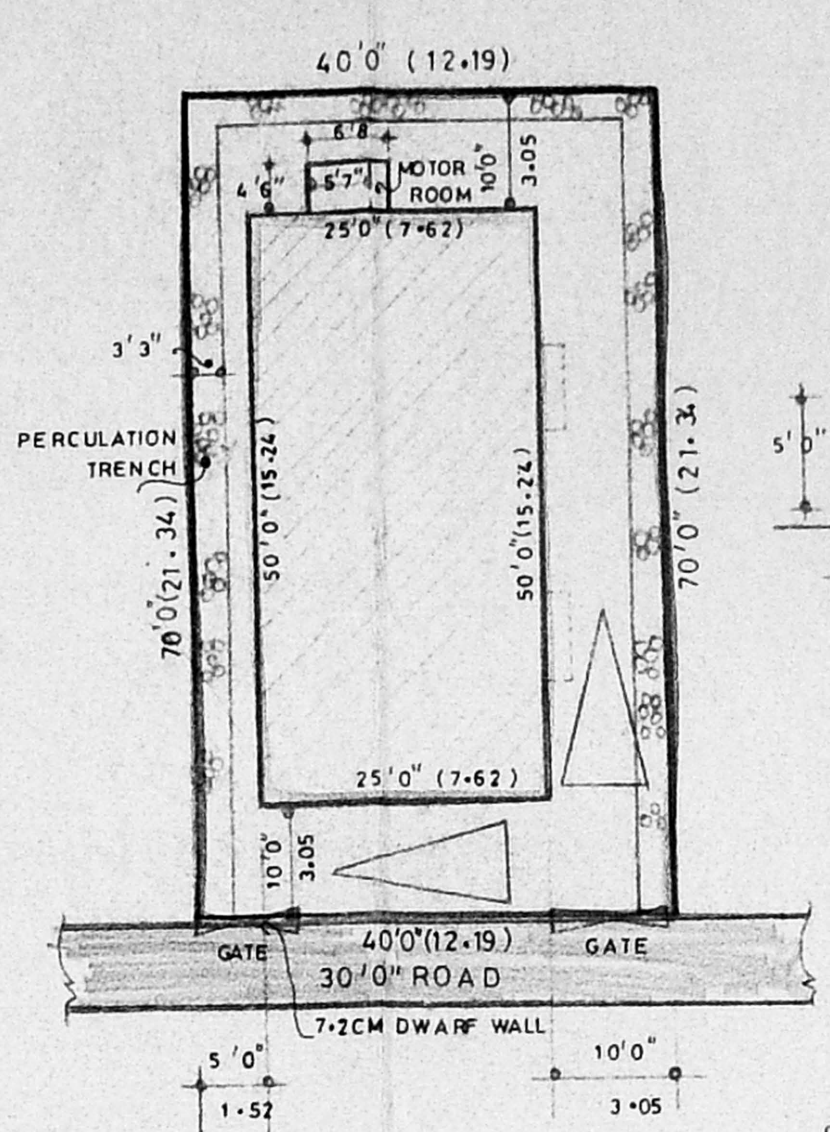 40'0" (12.19)
6'8
4'6"
5'7"
MOTOR
ROOM
10'0"
3.05
25'0" (7.62)
3'3"
PERCULATION
TRENCH
70'0" (21.34)
50'0" (15.24)
50'0" (15.24)
70'0" (21.34)
5'0"
25'0" (7.62)
10'0"
3.05
GATE
40'0" (12.19)
GATE
30'0" ROAD
7.2CM DWARF WALL
5'0"
1.52
10'0"
3.05